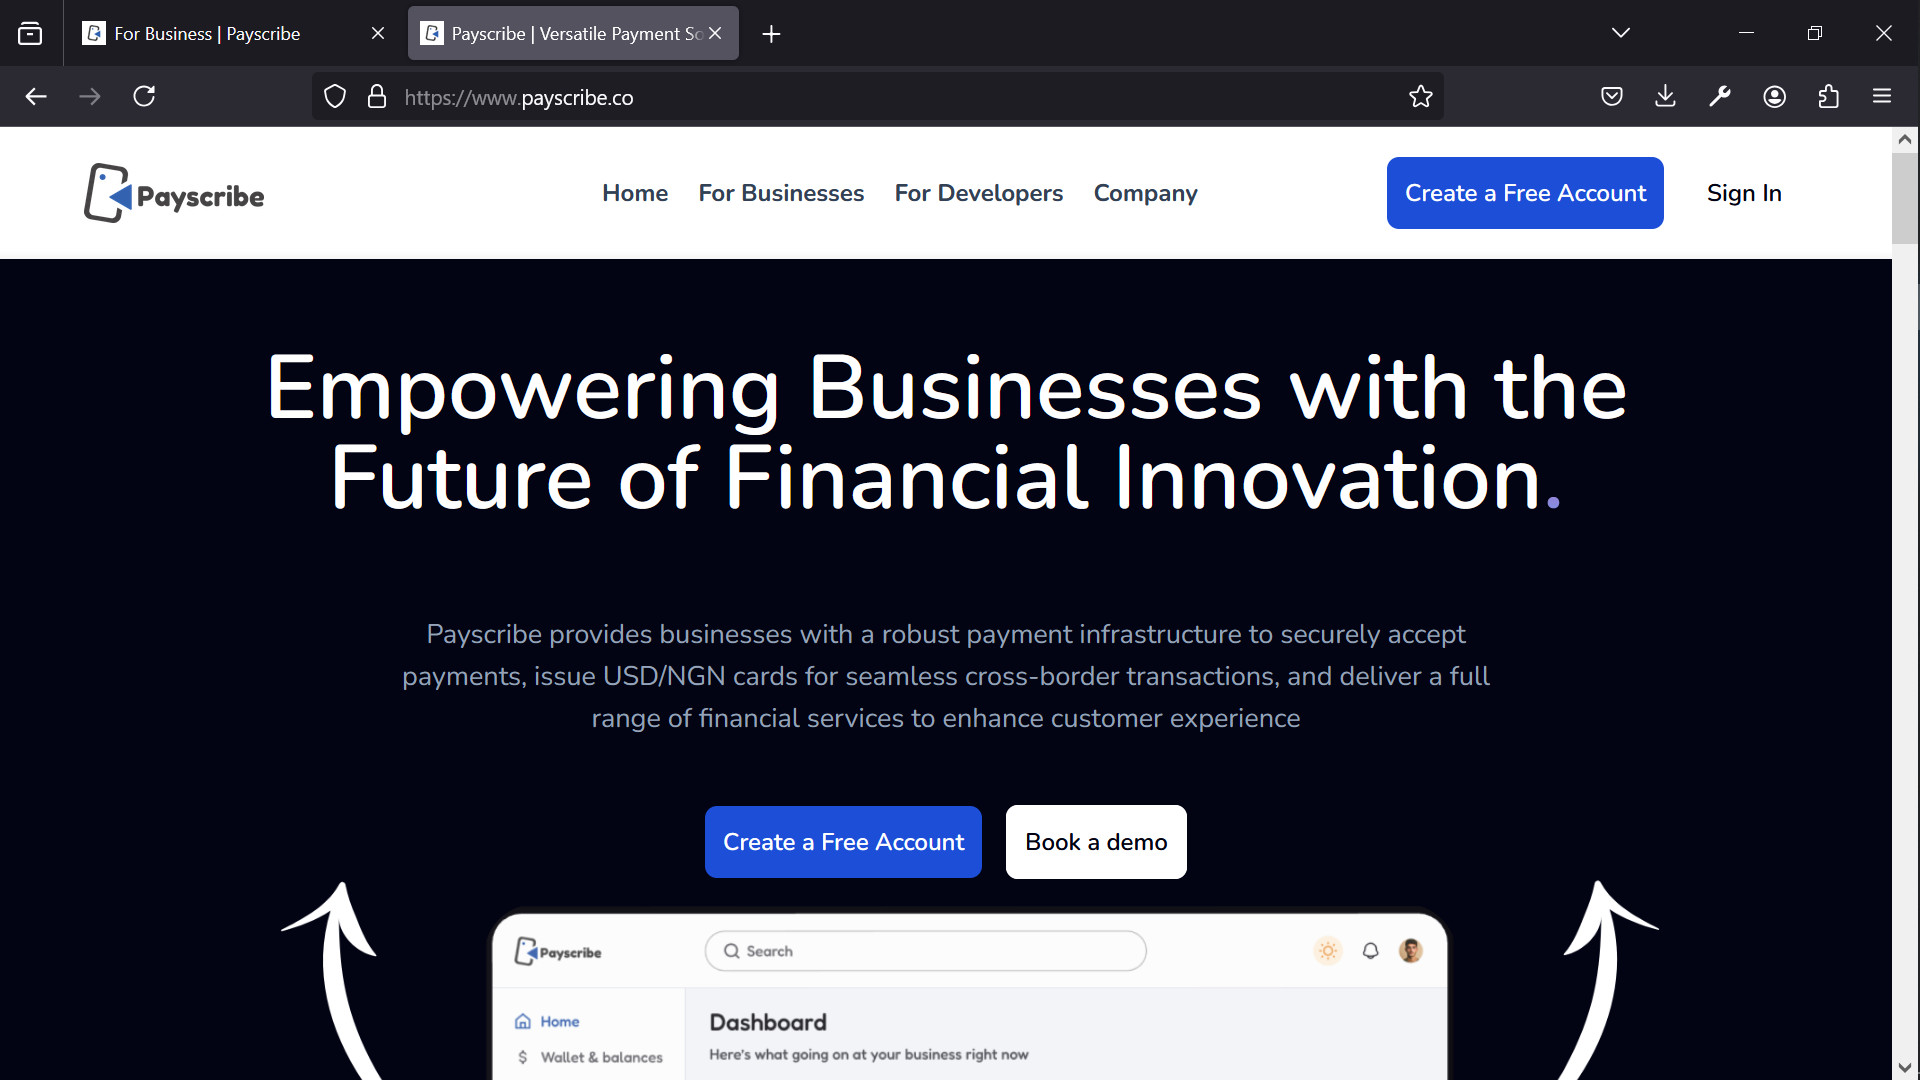 For Business | Payscribe
Payscribe | Versatile Payment So
https://www.payscribe.co
Payscribe
Home
For Businesses
For Developers
Company
Create a Free Account
Sign In
Empowering Businesses with the
Future of Financial Innovation.
Payscribe provides businesses with a robust payment infrastructure to securely accept
payments, issue USD/NGN cards for seamless cross-border transactions, and deliver a full
range of financial services to enhance customer experience
Create a Free Account
Book a demo
Payscribe
Search
Home
Dashboard
$ Wallet & balances
Here's what going on at your business right now